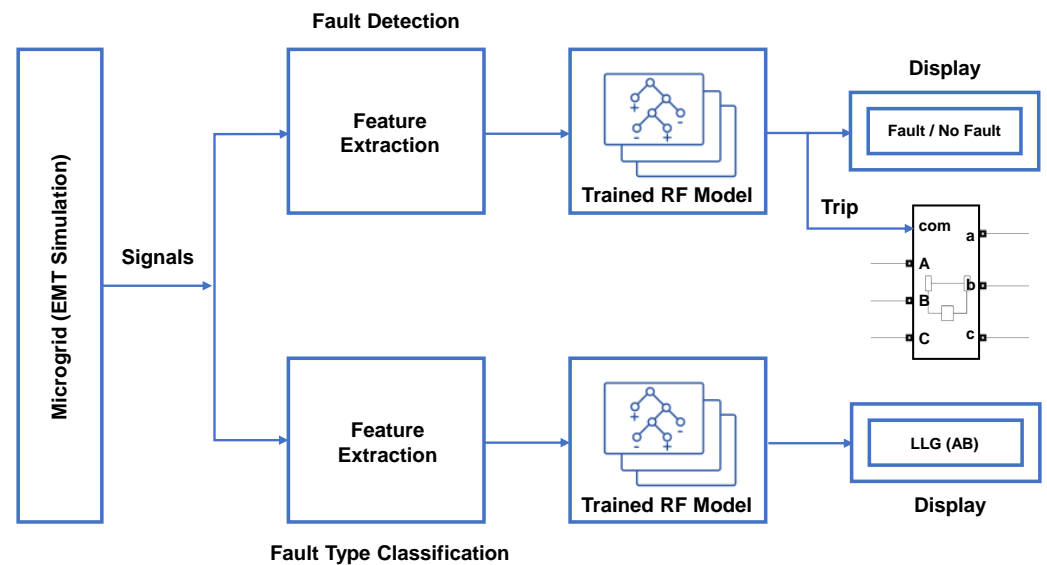 Fault Detection
Microgrid (EMT Simulation)
Signals
Feature
Extraction
+
-
-
+
Trained RF Model
Display
Fault / No Fault
Trip
com
a
A
b
B
C
c
Feature
Extraction
+
-
-
+
Trained RF Model
LLG (AB)
Display
Fault Type Classification